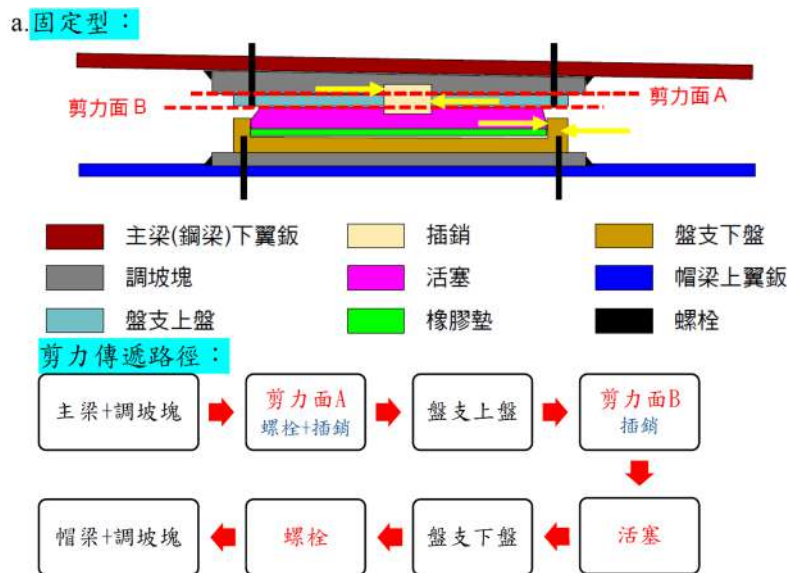 a.固定型：
剪力面B
剪力面A
主梁(鋼梁)下翼鈑
插銷
盤支下盤
調坡塊
活塞
帽梁上翼鈑
盤支上盤
橡膠墊
螺栓
剪力傳遞路徑：
主梁+調坡塊
剪力面A
螺栓+插銷
盤支上盤
剪力面B
插銷
活塞
盤支下盤
螺栓
帽梁+調坡塊